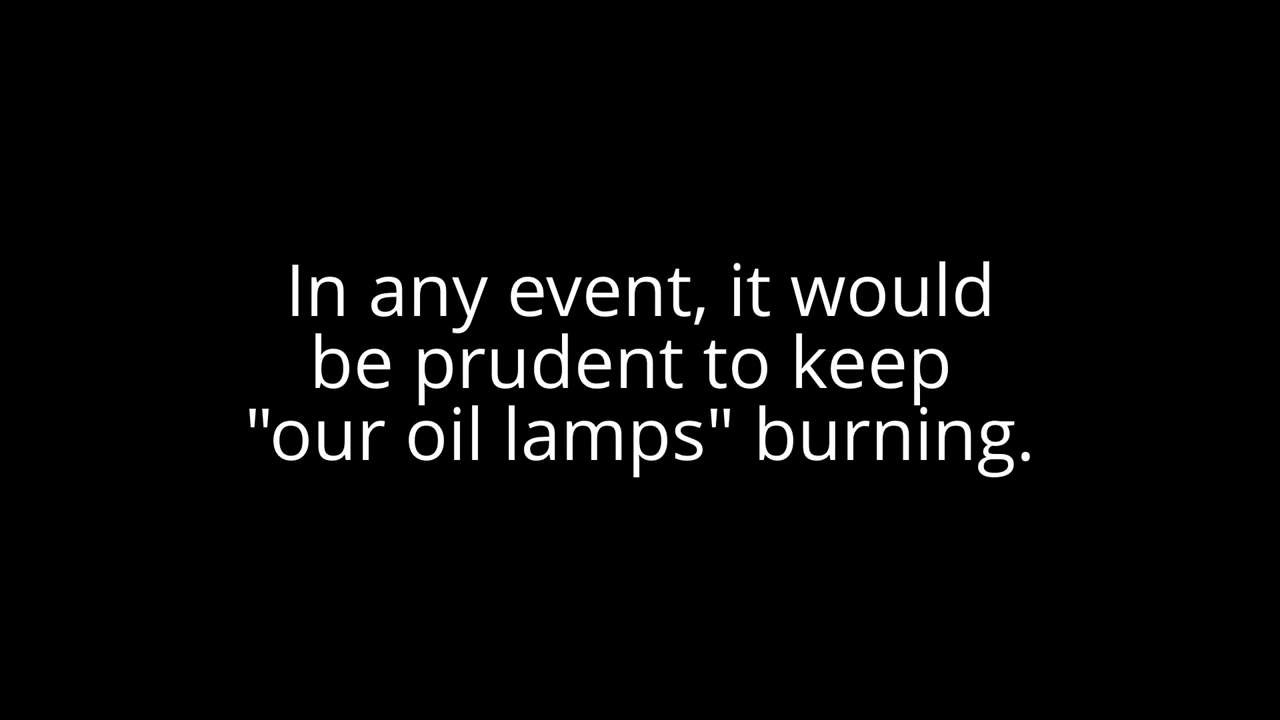 In any event, it would
be prudent to keep
"our oil lamps" burning.